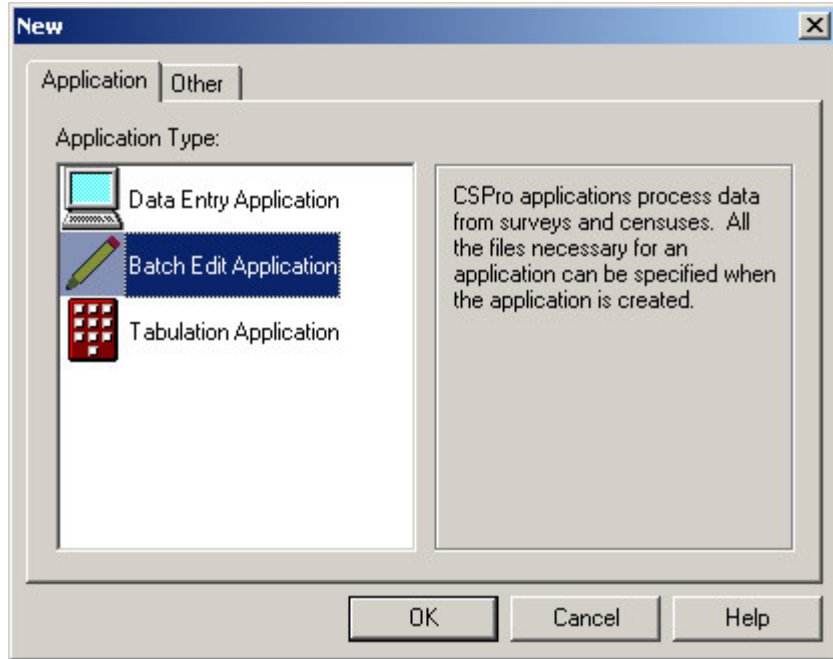 New
Application
Other
Application Type:
Data Entry Application
Batch Edit Application
Tabulation Application
CSPro applications process data
from surveys and censuses. All
the files necessary for an
application can be specified when
the application is created.
OK
Cancel
Help